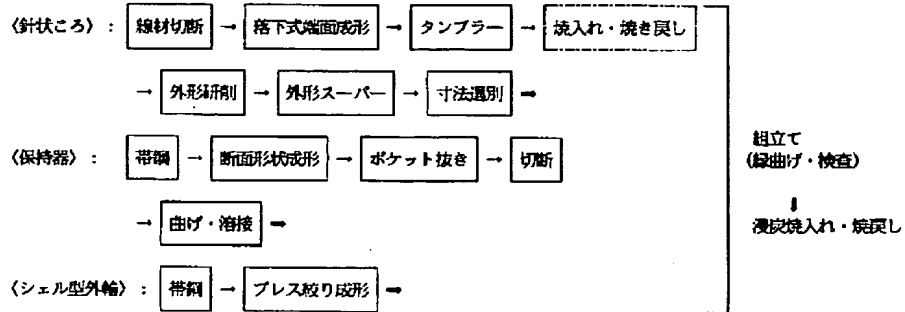 〈針状ころ〉： 線材切断 → 落下式端面成形 → タンブラー → 焼入れ・焼き戻し
→ 外形研削 → 外形スーパー → 寸法選別 →
〈保持器〉： 帯鋼 → 断面形状成形 → ポケット抜き → 切断
→ 曲げ・溶接 →
〈シェル型外輪〉： 帯鋼 → プレス絞り成形 →
組立て
(縁曲げ・検査)
↓
浸炭焼入れ・焼戻し